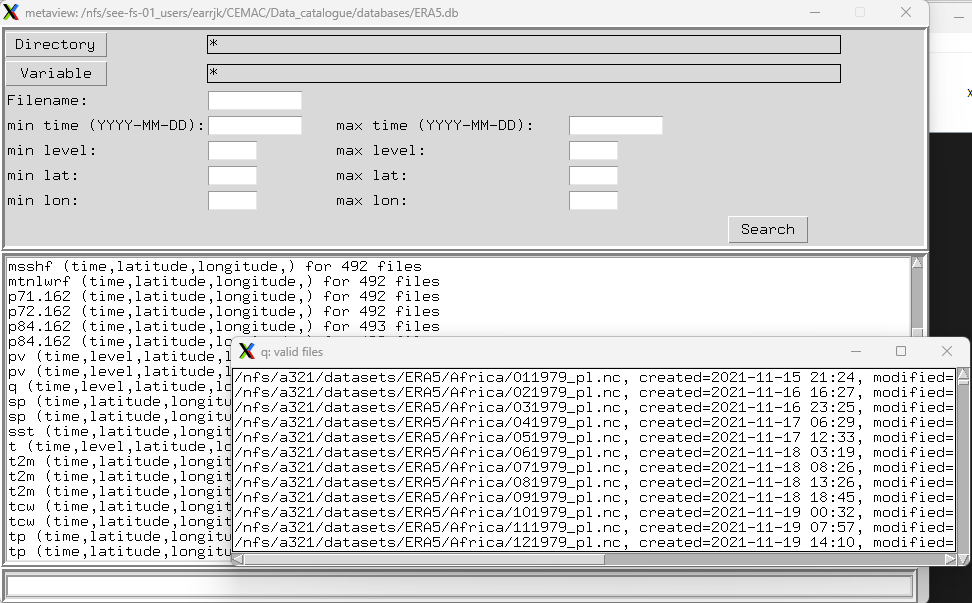 metaview: /nfs/see-fs-01_users/earrjk/CEMAC/Data_catalogue/databases/ERA5.db
Directory *
Variable *
Filename:
min time (YYYY-MM-DD): max time (YYYY-MM-DD):
min level: max level:
min lat: max lat:
min lon: max lon:
Search
msshf (time,latitude,longitude,) for 492 files
mtnlwrf (time,latitude,longitude,) for 492 files
p71.162 (time,latitude,longitude,) for 492 files
p72.162 (time,latitude,longitude,) for 492 files
p84.162 (time,latitude,longitude,) for 493 files
p84.162 (time,latitude,longitude,) for
pv (time,level,latitude,lo
pv (time,level,latitude,lo
q (time,level,latitude,lon
sp (time,latitude,longitud
sp (time,latitude,longitud
sst (time,latitude,longitu
t (time,level,latitude,lon
t2m (time,latitude,longitu
t2m (time,latitude,longitu
t2m (time,latitude,longitu
tcw (time,latitude,longitu
tcw (time,latitude,longitu
tp (time,latitude,longitud
tp (time,latitude,longitud
q: valid files
/nfs/a321/datasets/ERA5/Africa/011979_pl.nc, created=2021-11-15 21:24, modified=
/nfs/a321/datasets/ERA5/Africa/021979_pl.nc, created=2021-11-16 16:27, modified=
/nfs/a321/datasets/ERA5/Africa/031979_pl.nc, created=2021-11-16 23:25, modified=
/nfs/a321/datasets/ERA5/Africa/041979_pl.nc, created=2021-11-17 06:29, modified=
/nfs/a321/datasets/ERA5/Africa/051979_pl.nc, created=2021-11-17 12:33, modified=
/nfs/a321/datasets/ERA5/Africa/061979_pl.nc, created=2021-11-18 03:19, modified=
/nfs/a321/datasets/ERA5/Africa/071979_pl.nc, created=2021-11-18 08:26, modified=
/nfs/a321/datasets/ERA5/Africa/081979_pl.nc, created=2021-11-18 13:26, modified=
/nfs/a321/datasets/ERA5/Africa/091979_pl.nc, created=2021-11-18 18:45, modified=
/nfs/a321/datasets/ERA5/Africa/101979_pl.nc, created=2021-11-19 00:32, modified=
/nfs/a321/datasets/ERA5/Africa/111979_pl.nc, created=2021-11-19 07:57, modified=
/nfs/a321/datasets/ERA5/Africa/121979_pl.nc, created=2021-11-19 14:10, modified=